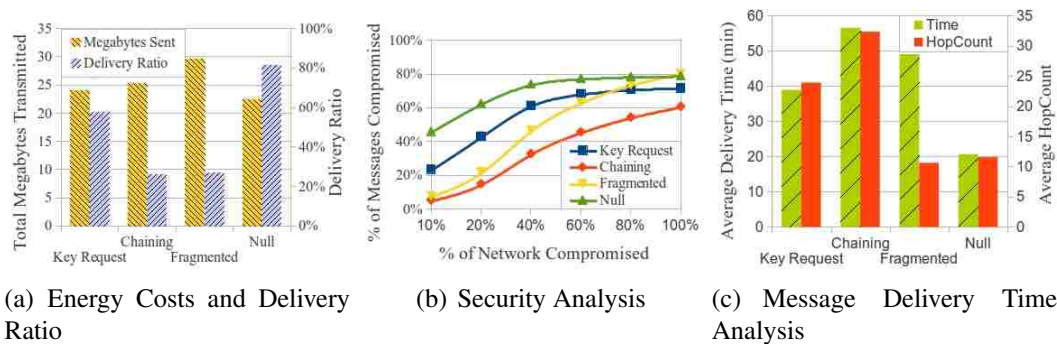 35
30
25
20
15
10
5
0
Total Megabytes Transmitted
Megabytes Sent
Delivery Ratio
100%
80%
60%
40%
20%
0%
Delivery Ratio
Chaining
Null
Key Request
Fragmented
(a) Energy Costs and Delivery
Ratio
100%
80%
60%
40%
20%
0%
% of Messages Compromised
Key Request
Chaining
Fragmented
Null
10% 20% 40% 60% 80% 100%
% of Network Compromised
(b) Security Analysis
60
50
40
30
20
10
0
Average Delivery Time (min)
Time
HopCount
35
30
25
20
15
10
5
0
Average HopCount
Chaining
Null
Key Request
Fragmented
(c) Message Delivery Time
Analysis